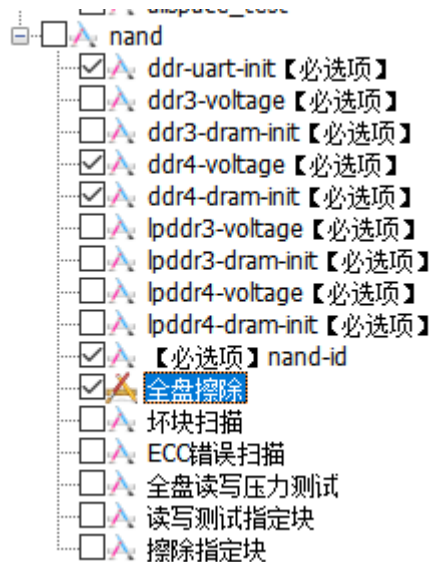 nand
ddr-uart-init【必选项】
ddr3-voltage【必选项】
ddr3-dram-init【必选项】
ddr4-voltage【必选项】
ddr4-dram-init【必选项】
lpddr3-voltage【必选项】
lpddr3-dram-init【必选项】
lpddr4-voltage【必选项】
lpddr4-dram-init【必选项】
【必选项】nand-id
全盘擦除
坏块扫描
ECC错误扫描
全盘读写压力测试
读写测试指定块
擦除指定块